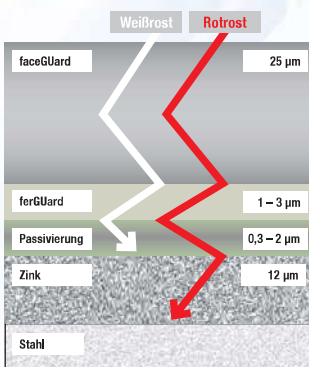 Weißrost Rotrost
faceGUard 25 µm
ferGUard 1 – 3 µm
Passivierung 0,3 – 2 µm
Zink 12 µm
Stahl